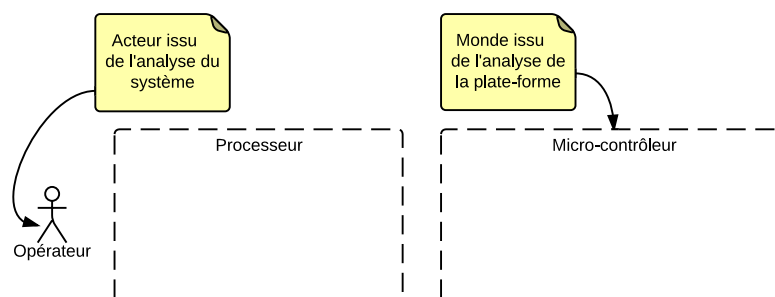 Acteur issu
de l'analyse du
système
Monde issu
de l'analyse de
la plate-forme
Processeur
Micro-contrôleur
Opérateur